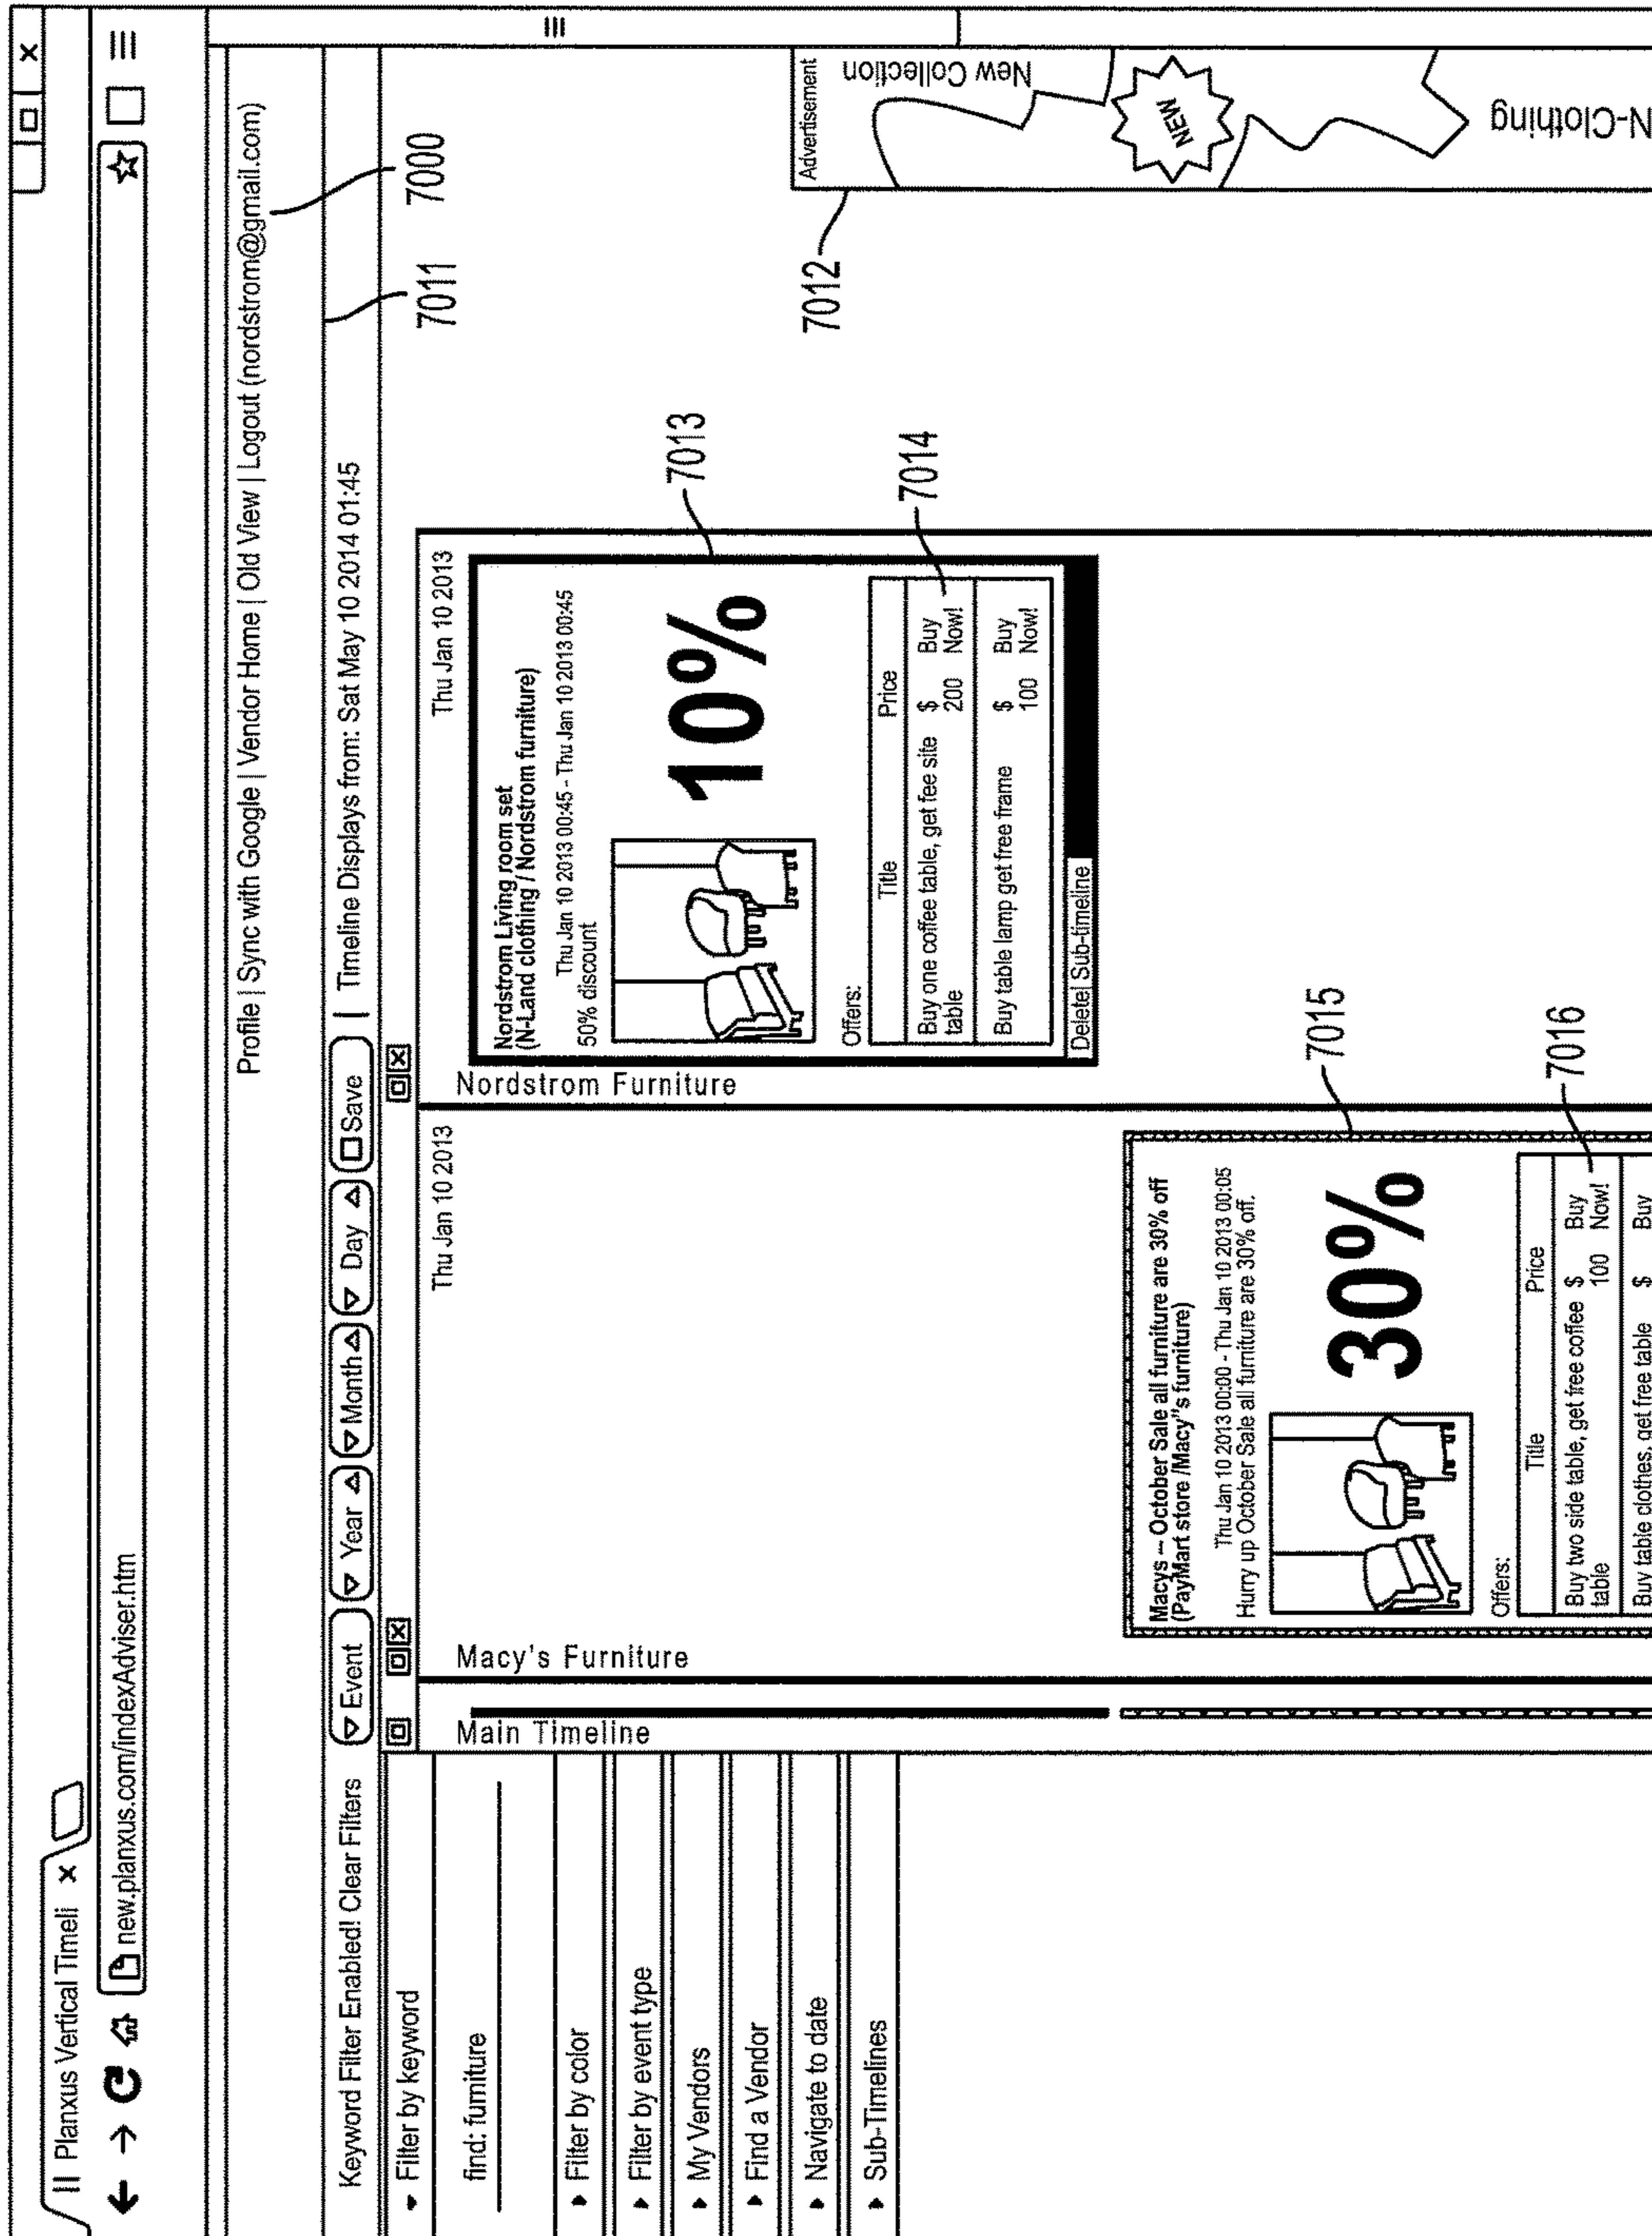 || Planxus Vertical Timeli x
new.planxus.com/indexAdviser.htm
Profile | Sync with Google | Vendor Home | Old View | Logout (nordstrom@gmail.com)
7000
Keyword Filter Enabled! Clear Filters
Event
Year
Month
Day
Save
| Timeline Displays from: Sat May 10 2014 01:45
7011
Filter by keyword
find: furniture
Filter by color
Filter by event type
My Vendors
Find a Vendor
Navigate to date
Sub-Timelines
Main Timeline
Macy's Furniture
Thu Jan 10 2013
Macys – October Sale all furniture are 30% off
(PayMart store /Macy"s furniture)
Thu Jan 10 2013 00:00 - Thu Jan 10 2013 00:05
Hurry up October Sale all furniture are 30% off.
30%
7015
Offers:
Title Price
Buy two side table, get free coffee table $ 100 Buy Now!
7016
Buy table clothes, get free table $ Buy
Nordstrom Furniture
Thu Jan 10 2013
Nordstrom Living room set
(N-Land clothing / Nordstrom furniture)
Thu Jan 10 2013 00:45 - Thu Jan 10 2013 00:45
50% discount
10%
7013
Offers:
Title Price
Buy one coffee table, get fee site table $ 200 Buy Now!
7014
Buy table lamp get free frame $ 100 Buy Now!
Delete| Sub-timeline
7012
Advertisement
New Collection
NEW
N-Clothing